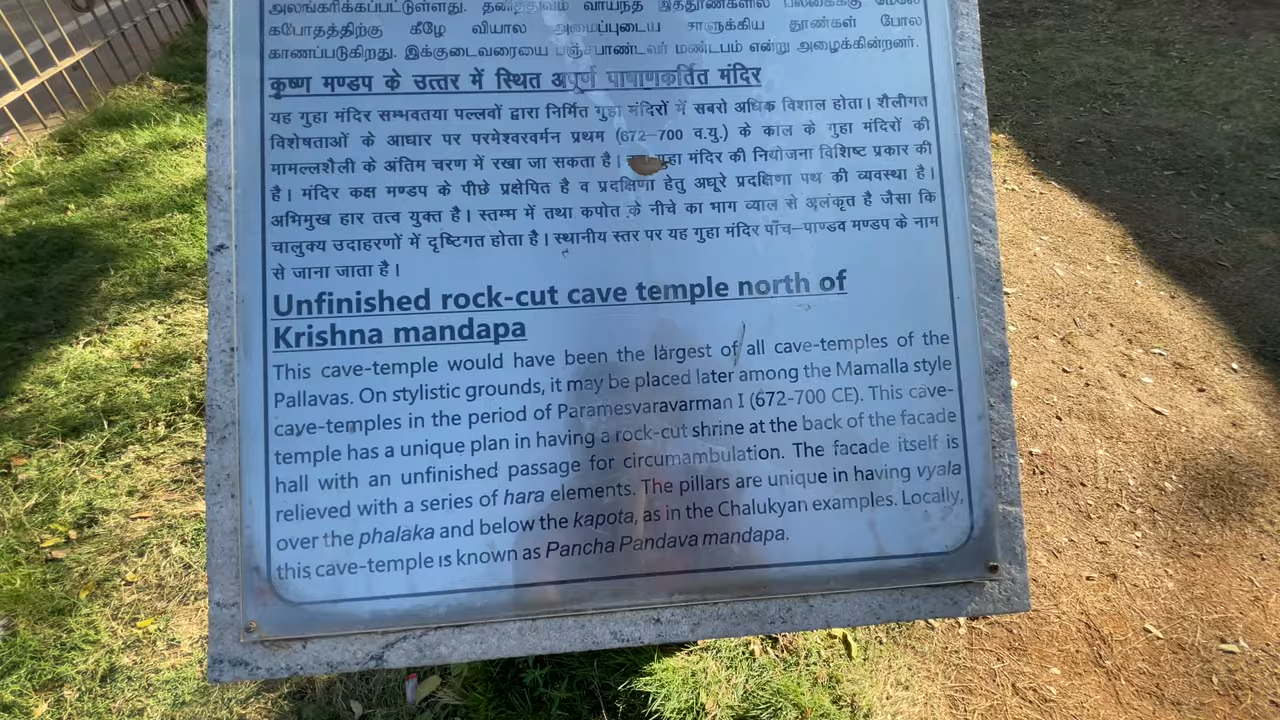 அலங்கரிக்கப்பட்டுள்ளது. தனித்துவம் வாய்ந்த இத்தூண்களில் பலகைக்கு மேலே
கபோதத்திற்கு கீழே வியால அமைப்புடைய சாளுக்கிய தூண்கள் போல
காணப்படுகிறது. இக்குடைவரையை பஞ்சபாண்டவர் மண்டபம் என்று அழைக்கின்றனர்.
कृष्ण मण्डप के उत्तर में स्थित अपूर्ण पाषाणकर्तित मंदिर
यह गुहा मंदिर सम्भवतया पल्लवों द्वारा निर्मित गुहा मंदिरों में सबसे अधिक विशाल होता। शैलीगत
विशेषताओं के आधार पर परमेश्वरवर्मन प्रथम (672–700 व.यु.) के काल के गुहा मंदिरों की
मामल्लशैली के अंतिम चरण में रखा जा सकता है। गुहा मंदिर की नियोजना विशिष्ट प्रकार की
है। मंदिर कक्ष मण्डप के पीछे प्रक्षेपित है व प्रदक्षिणा हेतु अधूरे प्रदक्षिणा पथ की व्यवस्था है।
अभिमुख हार तत्व युक्त है। स्तम्भ में तथा कपोत के नीचे का भाग व्याल से अलंकृत है जैसा कि
चालुक्य उदाहरणों में दृष्टिगत होता है। स्थानीय स्तर पर यह गुहा मंदिर पाँच–पाण्डव मण्डप के नाम
से जाना जाता है।
Unfinished rock-cut cave temple north of
Krishna mandapa
This cave-temple would have been the largest of all cave-temples of the
Pallavas. On stylistic grounds, it may be placed later among the Mamalla style
cave-temples in the period of Paramesvaravarman I (672-700 CE). This cave-
temple has a unique plan in having a rock-cut shrine at the back of the facade
hall with an unfinished passage for circumambulation. The facade itself is
relieved with a series of hara elements. The pillars are unique in having vyala
over the phalaka and below the kapota, as in the Chalukyan examples. Locally,
this cave-temple is known as Pancha Pandava mandapa.